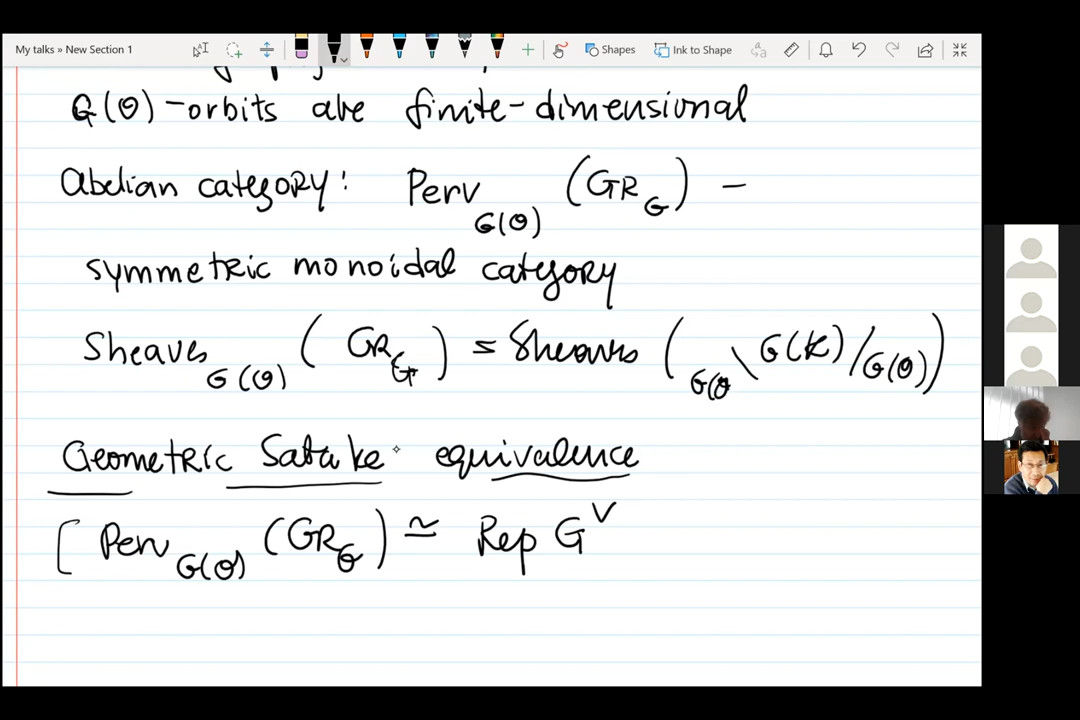 My talks » New Section 1
Shapes
Ink to Shape
G(O)-orbits are finite-dimensional
Abelian category: Perv_{G(O)} (GR_G) –
symmetric monoidal category
Sheaves_{G(O)} (GR_G) = Sheaves (_{G(O} \ G(K) / G(O))
Geometric Satake equivalence
[ Perv_{G(O)} (GR_G) ≃ Rep G^∨